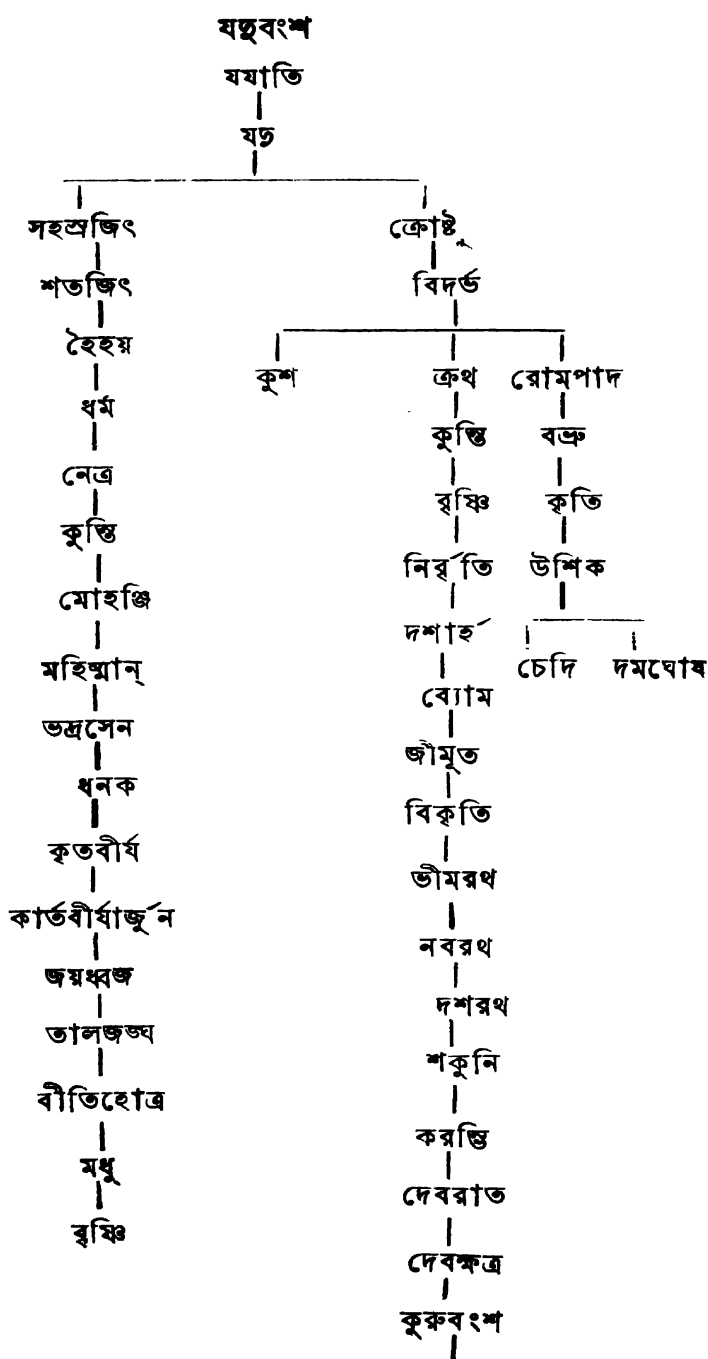 যদুবংশ
যযাতি
যদু
সহস্রজিৎ ক্রোষ্টু
শতজিৎ বিদর্ভ
হৈহয়
কুশ ক্রথ রোমপাদ
ধর্ম
কুন্তি বভ্রু
নেত্র
বৃষ্ণি কৃতি
কুন্তি
নির্বৃতি উশিক
মোহঞ্জি
দশার্হ
মহিষ্মান্ চেদি দমঘোষ
ব্যোম
ভদ্রসেন
জীমূত
ধনক
বিকৃতি
কৃতবীর্য
ভীমরথ
কার্তবীর্যার্জুন
নবরথ
জয়ধ্বজ
দশরথ
তালজঙ্ঘ
শকুনি
বীতিহোত্র
করম্ভি
মধু
দেবরাত
বৃষ্ণি
দেবক্ষত্র
কুরুবংশ